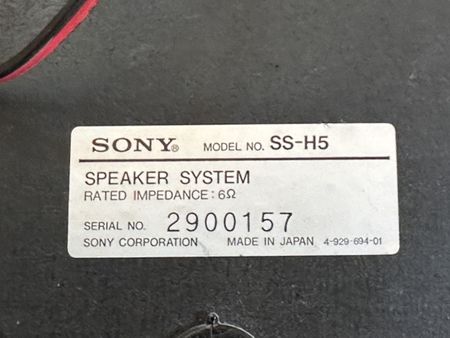 SONY® MODEL NO. SS-H5
SPEAKER SYSTEM
RATED IMPEDANCE: 6Ω
SERIAL NO. 2900157
SONY CORPORATION MADE IN JAPAN 4-929-694-01